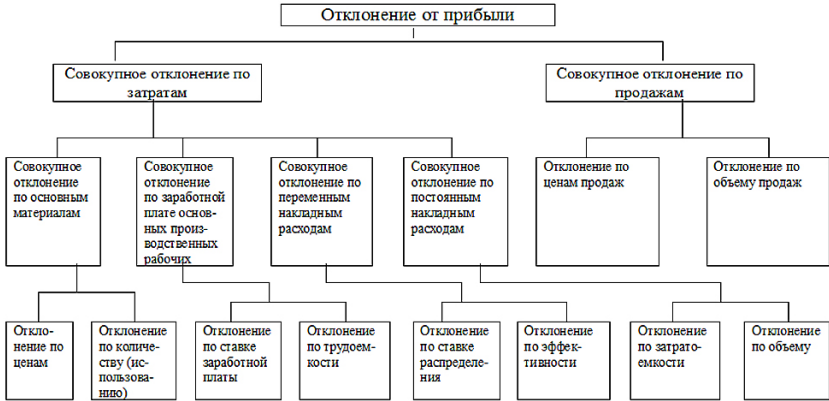 Отклонение от прибыли
Совокупное отклонение по
затратам
Совокупное отклонение по
продажам
Совокупное
отклонение
по основным
материалам
Совокупное
отклонение
по заработной
плате основ-
ных произ-
водственных
рабочих
Совокупное
отклонение по
переменным
накладным
расходам
Совокупное
отклонение по
постоянным
накладным
расходам
Отклонение по
ценам продаж
Отклонение по
объему продаж
Откло-
нение по
ценам
Отклонение
по количе-
ству (ис-
пользова-
нию)
Отклонение
по ставке
заработной
платы
Отклонение
по трудоем-
кости
Отклонение
по ставке
распределе-
ния
Отклонение
по эффек-
тивности
Отклонение
по затрато-
емкости
Отклонение
по объему